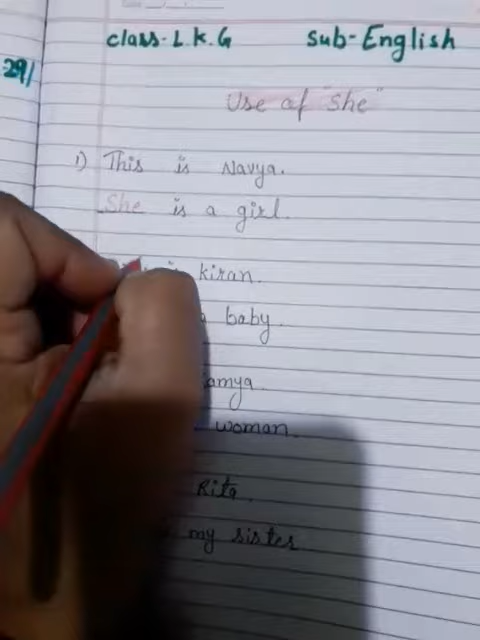 class-L.K.G sub-English
29/
Use of "She"
1) This is Navya.
She is a girl.
is kiran.
baby.
woman.
Rita.
my sister